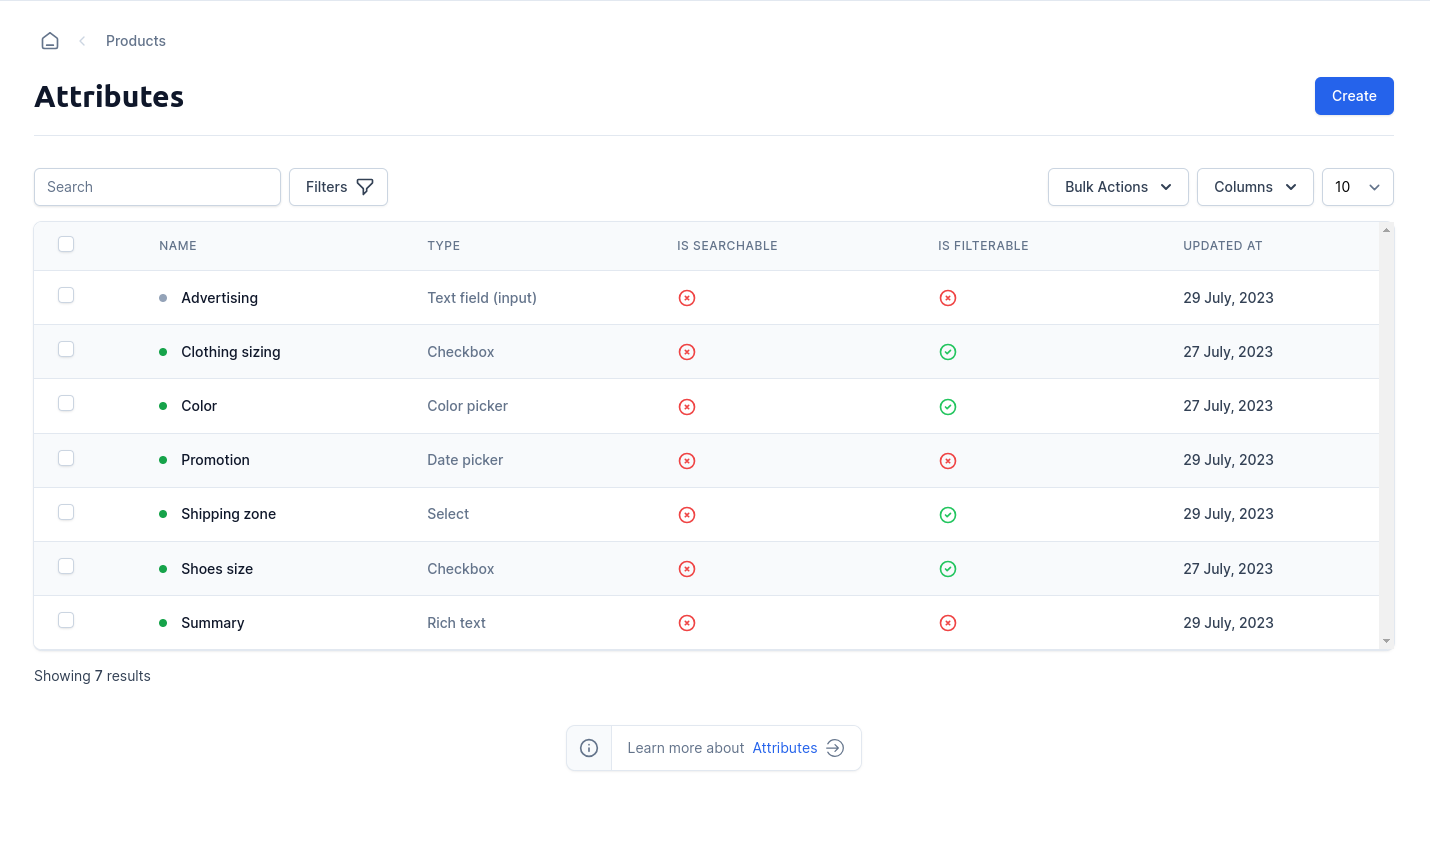 Products
Attributes
Create
Search Filters Bulk Actions Columns 10
NAME TYPE IS SEARCHABLE IS FILTERABLE UPDATED AT
Advertising Text field (input) 29 July, 2023
Clothing sizing Checkbox 27 July, 2023
Color Color picker 27 July, 2023
Promotion Date picker 29 July, 2023
Shipping zone Select 29 July, 2023
Shoes size Checkbox 27 July, 2023
Summary Rich text 29 July, 2023
Showing 7 results
Learn more about Attributes